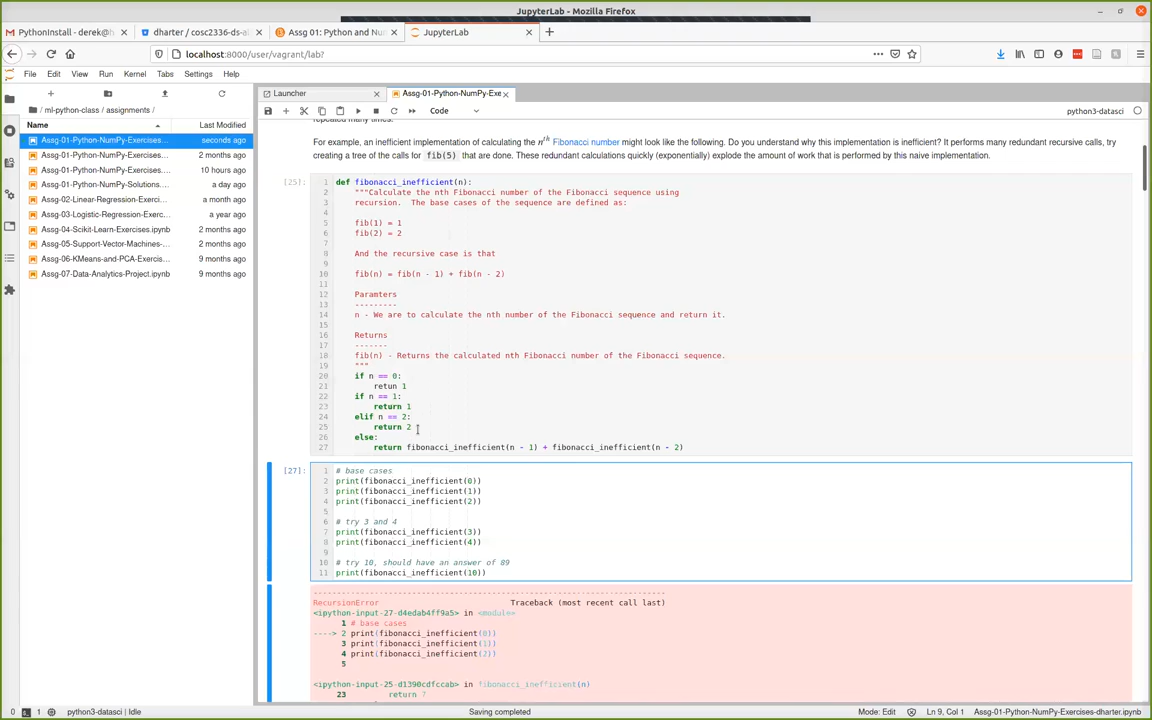 JupyterLab - Mozilla Firefox
PythonInstall - derek@h
dharter / cosc2336-ds-al
Assg 01: Python and Num
JupyterLab
localhost:8000/user/vagrant/lab?
File Edit View Run Kernel Tabs Settings Help
Launcher
Assg-01-Python-NumPy-Exe
/ ml-python-class / assignments /
Code
python3-datasci
Name Last Modified
Assg-01-Python-NumPy-Exercises... seconds ago
Assg-01-Python-NumPy-Exercises... 2 months ago
Assg-01-Python-NumPy-Exercises... 10 hours ago
Assg-01-Python-NumPy-Solutions... a day ago
Assg-02-Linear-Regression-Exerci... a month ago
Assg-03-Logistic-Regression-Exerc... a year ago
Assg-04-Scikit-Learn-Exercises.ipynb 2 months ago
Assg-05-Support-Vector-Machines-... 2 months ago
Assg-06-KMeans-and-PCA-Exercis... 9 months ago
Assg-07-Data-Analytics-Project.ipynb 9 months ago
repeated many times.
For example, an inefficient implementation of calculating the nth Fibonacci number might look like the following. Do you understand why this implementation is inefficient? It performs many redundant recursive calls, try
creating a tree of the calls for fib(5) that are done. These redundant calculations quickly (exponentially) explode the amount of work that is performed by this naive implementation.
[25]:
1 def fibonacci_inefficient(n):
2 """Calculate the nth Fibonacci number of the Fibonacci sequence using
3 recursion. The base cases of the sequence are defined as:
4
5 fib(1) = 1
6 fib(2) = 2
7
8 And the recursive case is that
9
10 fib(n) = fib(n - 1) + fib(n - 2)
11
12 Paramters
13 ---------
14 n - We are to calculate the nth number of the Fibonacci sequence and return it.
15
16 Returns
17 -------
18 fib(n) - Returns the calculated nth Fibonacci number of the Fibonacci sequence.
19 """
20 if n == 0:
21 retun 1
22 if n == 1:
23 return 1
24 elif n == 2:
25 return 2
26 else:
27 return fibonacci_inefficient(n - 1) + fibonacci_inefficient(n - 2)
[27]:
1 # base cases
2 print(fibonacci_inefficient(0))
3 print(fibonacci_inefficient(1))
4 print(fibonacci_inefficient(2))
5
6 # try 3 and 4
7 print(fibonacci_inefficient(3))
8 print(fibonacci_inefficient(4))
9
10 # try 10, should have an answer of 89
11 print(fibonacci_inefficient(10))
---------------------------------------------------------------------------
RecursionError Traceback (most recent call last)
<ipython-input-27-d4edab4ff9a5> in <module>
1 # base cases
----> 2 print(fibonacci_inefficient(0))
3 print(fibonacci_inefficient(1))
4 print(fibonacci_inefficient(2))
5
<ipython-input-25-d1390cdfccab> in fibonacci_inefficient(n)
23 return
0 1 python3-datasci | Idle
Saving completed
Mode: Edit Ln 9, Col 1 Assg-01-Python-NumPy-Exercises-dharter.ipynb